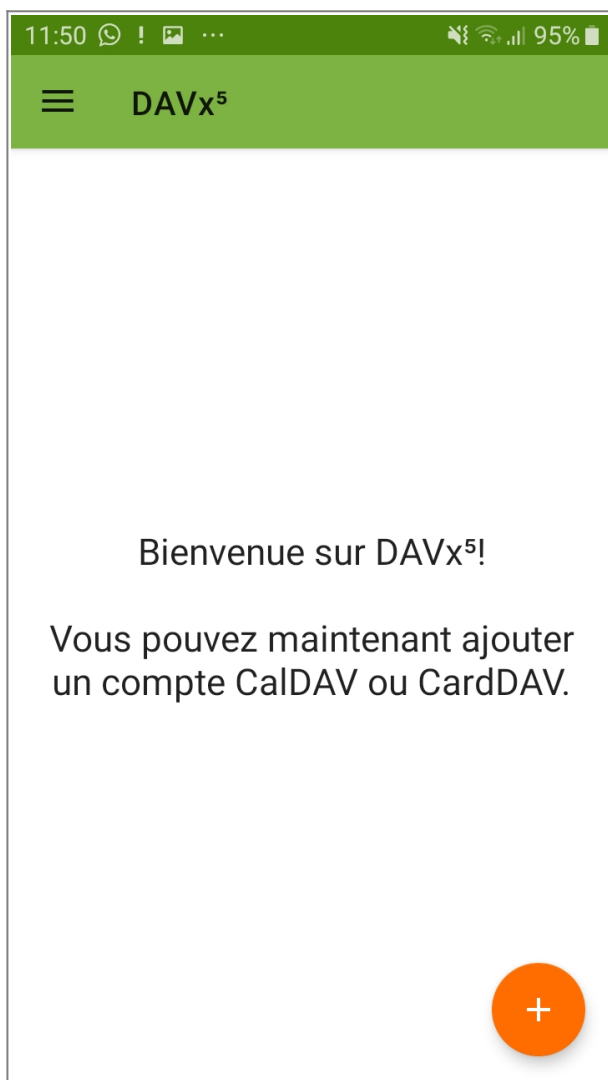 11:50 ! ... 95%
DAVx⁵
Bienvenue sur DAVx⁵!
Vous pouvez maintenant ajouter
un compte CalDAV ou CardDAV.
+